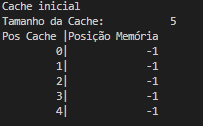 Cache inicial
Tamanho da Cache: 5
Pos Cache |Posição Memória
0| -1
1| -1
2| -1
3| -1
4| -1